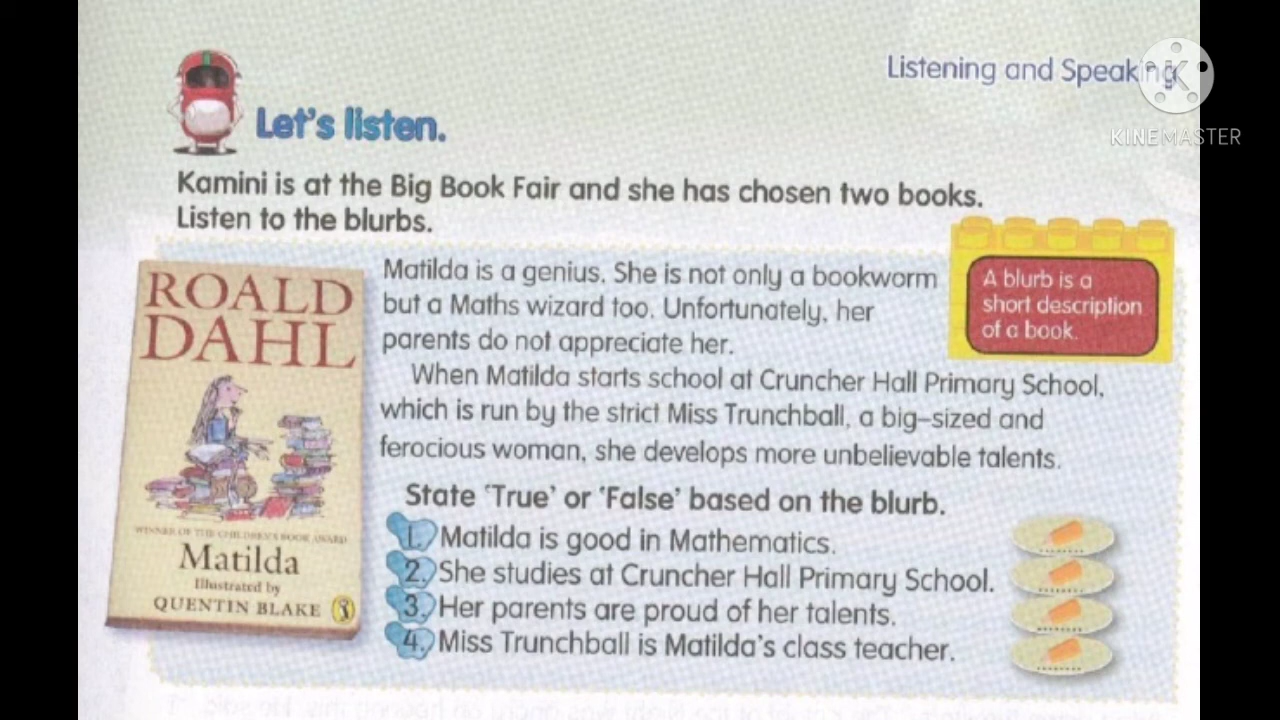 Listening and Speaking
KINEMASTER
Let's listen.
Kamini is at the Big Book Fair and she has chosen two books.
Listen to the blurbs.
ROALD
DAHL
WINNER OF THE CHILDREN'S BOOK AWARD
Matilda
Illustrated by
QUENTIN BLAKE
Matilda is a genius. She is not only a bookworm
but a Maths wizard too. Unfortunately, her
parents do not appreciate her.
When Matilda starts school at Cruncher Hall Primary School,
which is run by the strict Miss Trunchball, a big-sized and
ferocious woman, she develops more unbelievable talents.
A blurb is a
short description
of a book.
State 'True' or 'False' based on the blurb.
1. Matilda is good in Mathematics.
2. She studies at Cruncher Hall Primary School.
3. Her parents are proud of her talents.
4. Miss Trunchball is Matilda's class teacher.